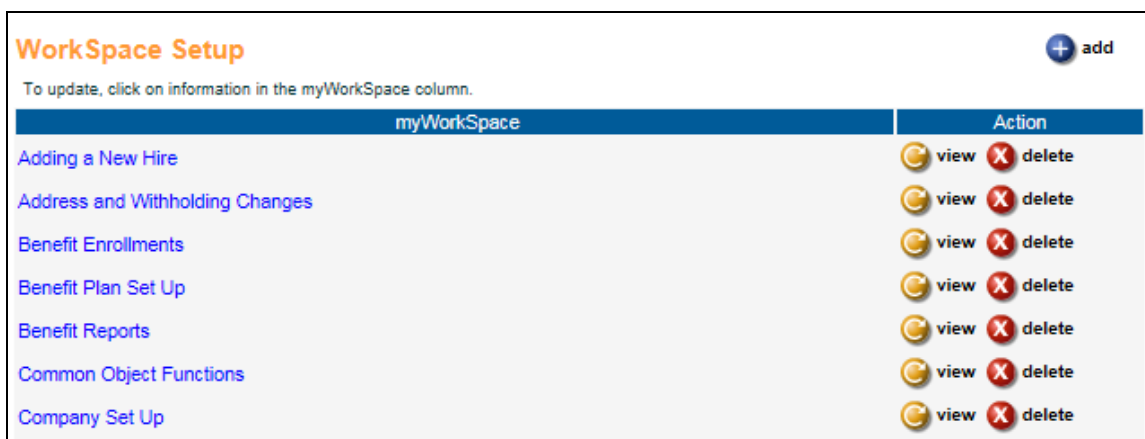 WorkSpace Setup add
To update, click on information in the myWorkSpace column.
myWorkSpace Action
Adding a New Hire view X delete
Address and Withholding Changes view X delete
Benefit Enrollments view X delete
Benefit Plan Set Up view X delete
Benefit Reports view X delete
Common Object Functions view X delete
Company Set Up view X delete